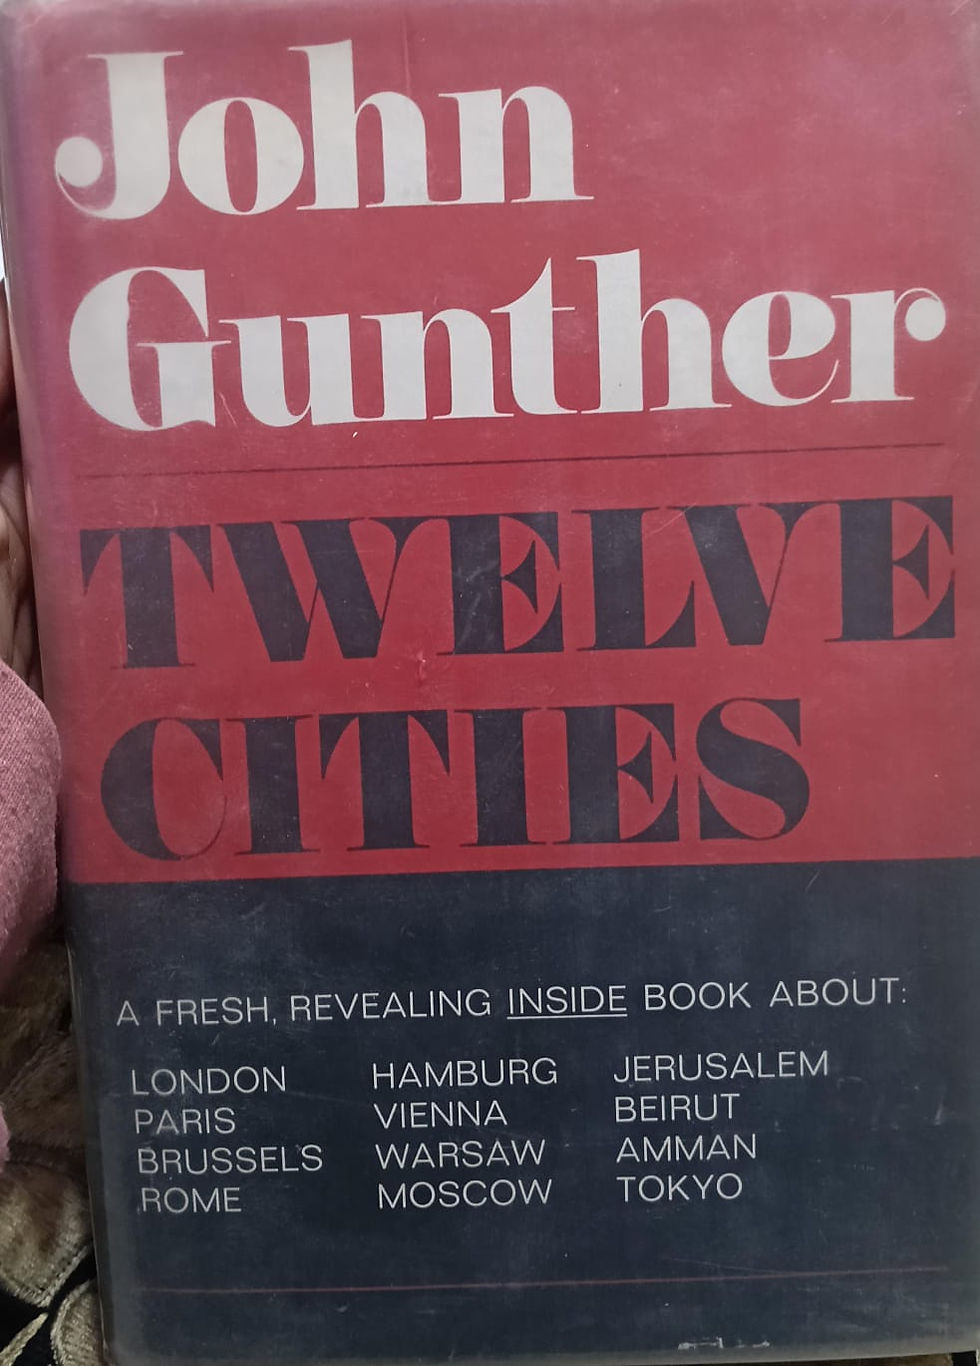 John
Gunther
TWELVE
CITIES
A FRESH, REVEALING INSIDE BOOK ABOUT:
LONDON
PARIS
BRUSSELS
ROME
HAMBURG
VIENNA
WARSAW
MOSCOW
JERUSALEM
BEIRUT
AMMAN
TOKYO